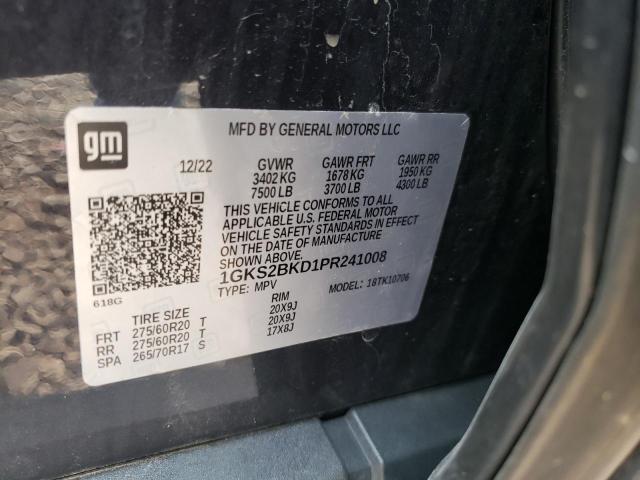 gm
MFD BY GENERAL MOTORS LLC
12/22 GVWR GAWR FRT GAWR RR
3402 KG 1678 KG 1950 KG
7500 LB 3700 LB 4300 LB
THIS VEHICLE CONFORMS TO ALL
APPLICABLE U.S. FEDERAL MOTOR
VEHICLE SAFETY STANDARDS IN EFFECT
ON THE DATE OF MANUFACTURE
SHOWN ABOVE.
1GKS2BKD1PR241008
618G TYPE: MPV MODEL: 18TK10706
TIRE SIZE RIM
FRT 275/60R20 T 20X9J
RR 275/60R20 T 20X9J
SPA 265/70R17 S 17X8J